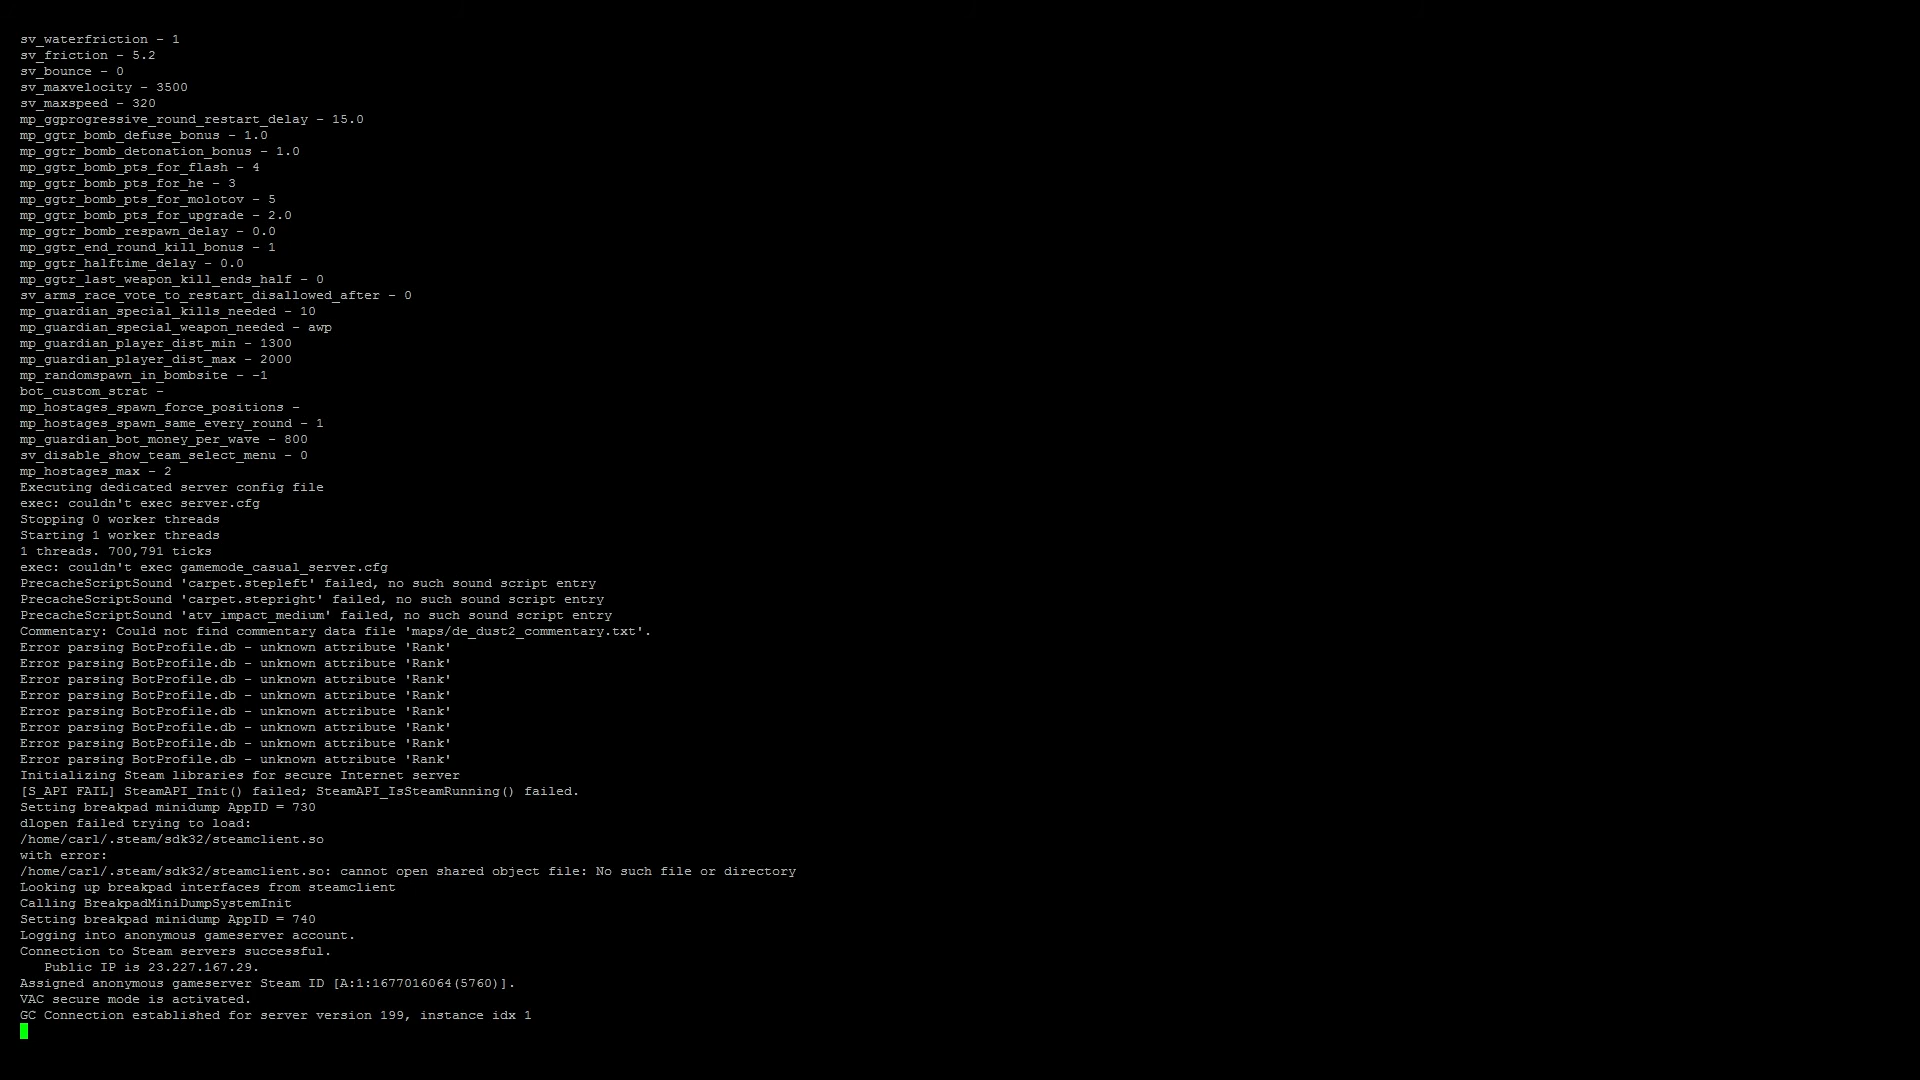 sv_waterfriction - 1
sv_friction - 5.2
sv_bounce - 0
sv_maxvelocity - 3500
sv_maxspeed - 320
mp_ggprogressive_round_restart_delay - 15.0
mp_ggtr_bomb_defuse_bonus - 1.0
mp_ggtr_bomb_detonation_bonus - 1.0
mp_ggtr_bomb_pts_for_flash - 4
mp_ggtr_bomb_pts_for_he - 3
mp_ggtr_bomb_pts_for_molotov - 5
mp_ggtr_bomb_pts_for_upgrade - 2.0
mp_ggtr_bomb_respawn_delay - 0.0
mp_ggtr_end_round_kill_bonus - 1
mp_ggtr_halftime_delay - 0.0
mp_ggtr_last_weapon_kill_ends_half - 0
sv_arms_race_vote_to_restart_disallowed_after - 0
mp_guardian_special_kills_needed - 10
mp_guardian_special_weapon_needed - awp
mp_guardian_player_dist_min - 1300
mp_guardian_player_dist_max - 2000
mp_randomspawn_in_bombsite - -1
bot_custom_strat -
mp_hostages_spawn_force_positions -
mp_hostages_spawn_same_every_round - 1
mp_guardian_bot_money_per_wave - 800
sv_disable_show_team_select_menu - 0
mp_hostages_max - 2
Executing dedicated server config file
exec: couldn't exec server.cfg
Stopping 0 worker threads
Starting 1 worker threads
1 threads. 700,791 ticks
exec: couldn't exec gamemode_casual_server.cfg
PrecacheScriptSound 'carpet.stepleft' failed, no such sound script entry
PrecacheScriptSound 'carpet.stepright' failed, no such sound script entry
PrecacheScriptSound 'atv_impact_medium' failed, no such sound script entry
Commentary: Could not find commentary data file 'maps/de_dust2_commentary.txt'.
Error parsing BotProfile.db - unknown attribute 'Rank'
Error parsing BotProfile.db - unknown attribute 'Rank'
Error parsing BotProfile.db - unknown attribute 'Rank'
Error parsing BotProfile.db - unknown attribute 'Rank'
Error parsing BotProfile.db - unknown attribute 'Rank'
Error parsing BotProfile.db - unknown attribute 'Rank'
Error parsing BotProfile.db - unknown attribute 'Rank'
Error parsing BotProfile.db - unknown attribute 'Rank'
Initializing Steam libraries for secure Internet server
[S_API FAIL] SteamAPI_Init() failed; SteamAPI_IsSteamRunning() failed.
Setting breakpad minidump AppID = 730
dlopen failed trying to load:
/home/carl/.steam/sdk32/steamclient.so
with error:
/home/carl/.steam/sdk32/steamclient.so: cannot open shared object file: No such file or directory
Looking up breakpad interfaces from steamclient
Calling BreakpadMiniDumpSystemInit
Setting breakpad minidump AppID = 740
Logging into anonymous gameserver account.
Connection to Steam servers successful.
   Public IP is 23.227.167.29.
Assigned anonymous gameserver Steam ID [A:1:1677016064(5760)].
VAC secure mode is activated.
GC Connection established for server version 199, instance idx 1